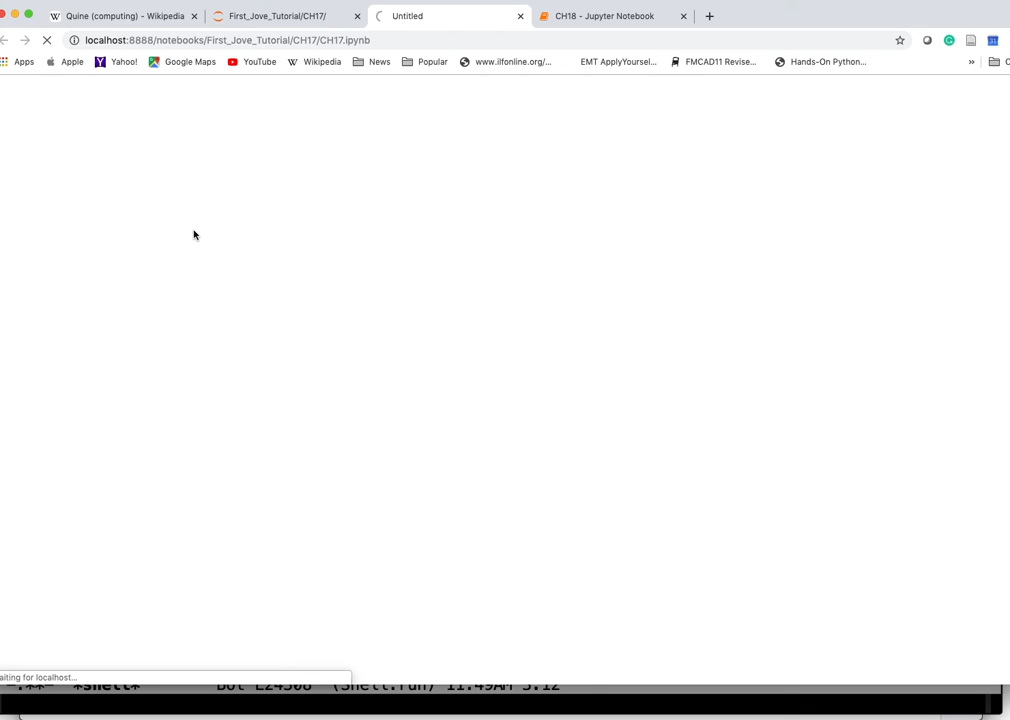 Quine (computing) - Wikipedia
First_Jove_Tutorial/CH17/
Untitled
CH18 - Jupyter Notebook
localhost:8888/notebooks/First_Jove_Tutorial/CH17/CH17.ipynb
Apps Apple Yahoo! Google Maps YouTube Wikipedia News Popular www.ilfonline.org/... EMT ApplyYoursel... FMCAD11 Revise... Hands-On Python... »
aiting for localhost...
-:**- *shell* Bot L24308 (Shell:run) 11:49AM 3.12